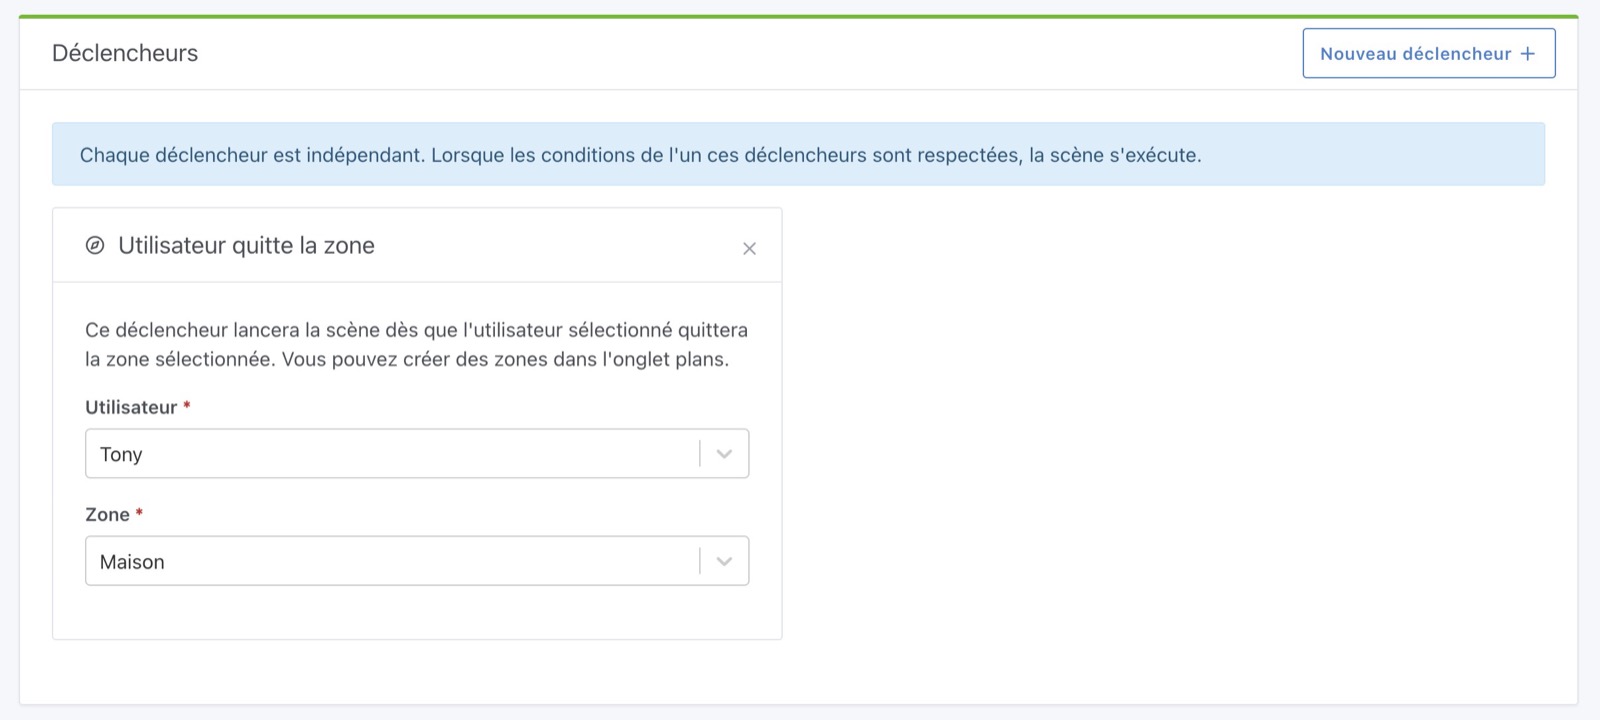 Déclencheurs
Nouveau déclencheur +
Chaque déclencheur est indépendant. Lorsque les conditions de l'un ces déclencheurs sont respectées, la scène s'exécute.
Utilisateur quitte la zone
Ce déclencheur lancera la scène dès que l'utilisateur sélectionné quittera
la zone sélectionnée. Vous pouvez créer des zones dans l'onglet plans.
Utilisateur *
Tony
Zone *
Maison